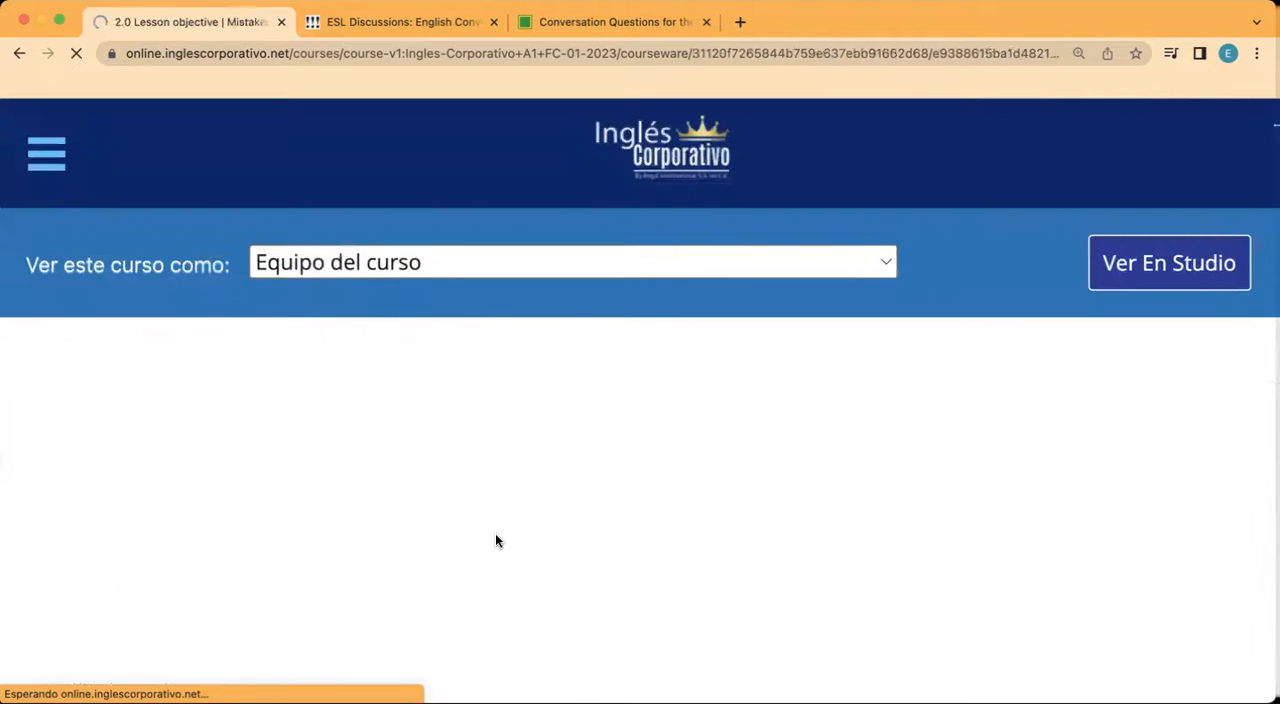 2.0 Lesson objective | Mistake
ESL Discussions: English Conv
Conversation Questions for the
online.inglescorporativo.net/courses/course-v1:Ingles-Corporativo+A1+FC-01-2023/courseware/31120f7265844b759e637ebb91662d68/e9388615ba1d4821...
E
Inglés
Corporativo
Ver este curso como:
Equipo del curso
Ver En Studio
Esperando online.inglescorporativo.net...